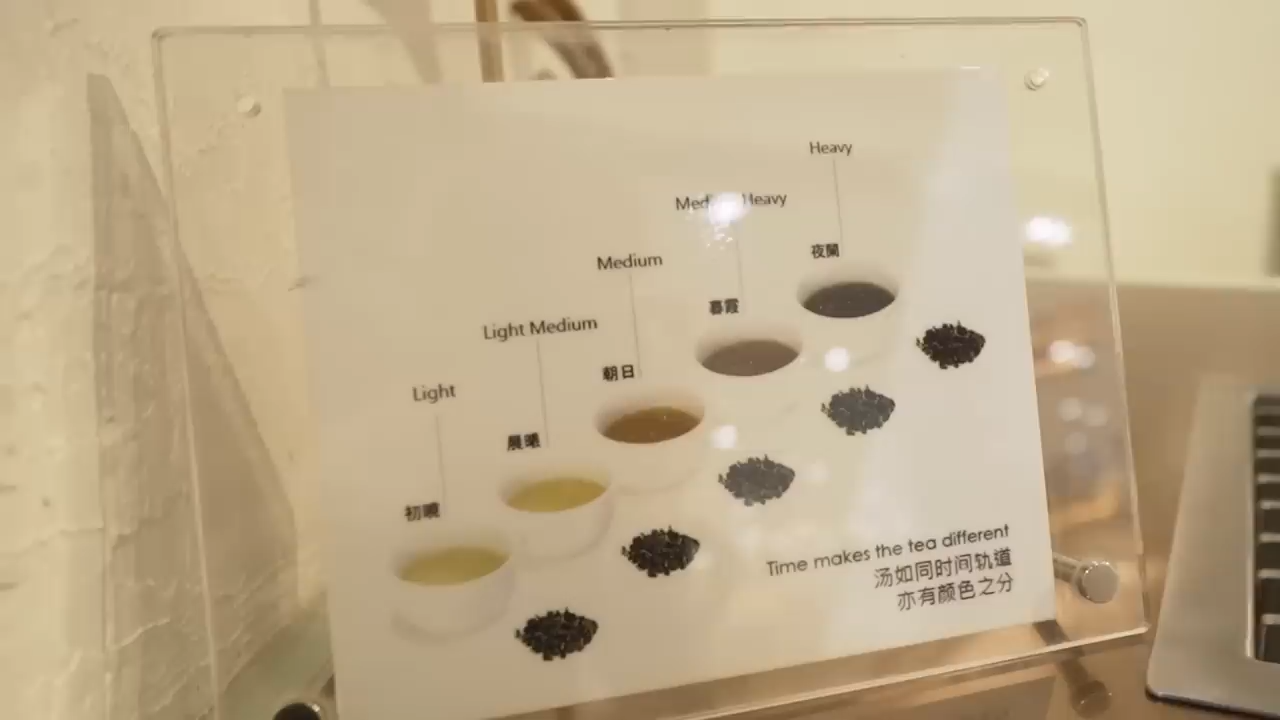 Heavy
Heavy
夜闌
Medium
暮霞
Light Medium
朝日
Light
晨曦
初曉
Time makes the tea different
汤如同时间轨道
亦有颜色之分